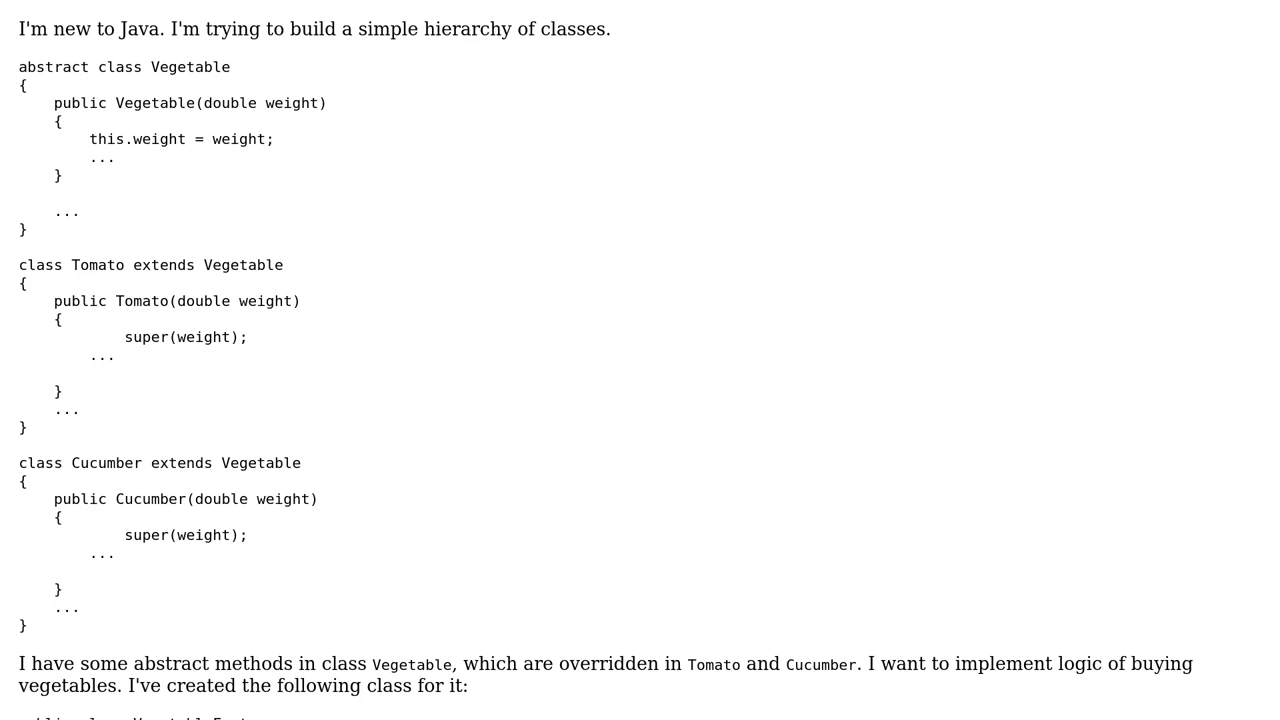 I'm new to Java. I'm trying to build a simple hierarchy of classes.
abstract class Vegetable
{
    public Vegetable(double weight)
    {
        this.weight = weight;
        ...
    }

    ...
}

class Tomato extends Vegetable
{
    public Tomato(double weight)
    {
            super(weight);
        ...

    }
    ...
}

class Cucumber extends Vegetable
{
    public Cucumber(double weight)
    {
            super(weight);
        ...

    }
    ...
}
I have some abstract methods in class Vegetable, which are overridden in Tomato and Cucumber. I want to implement logic of buying
vegetables. I've created the following class for it: